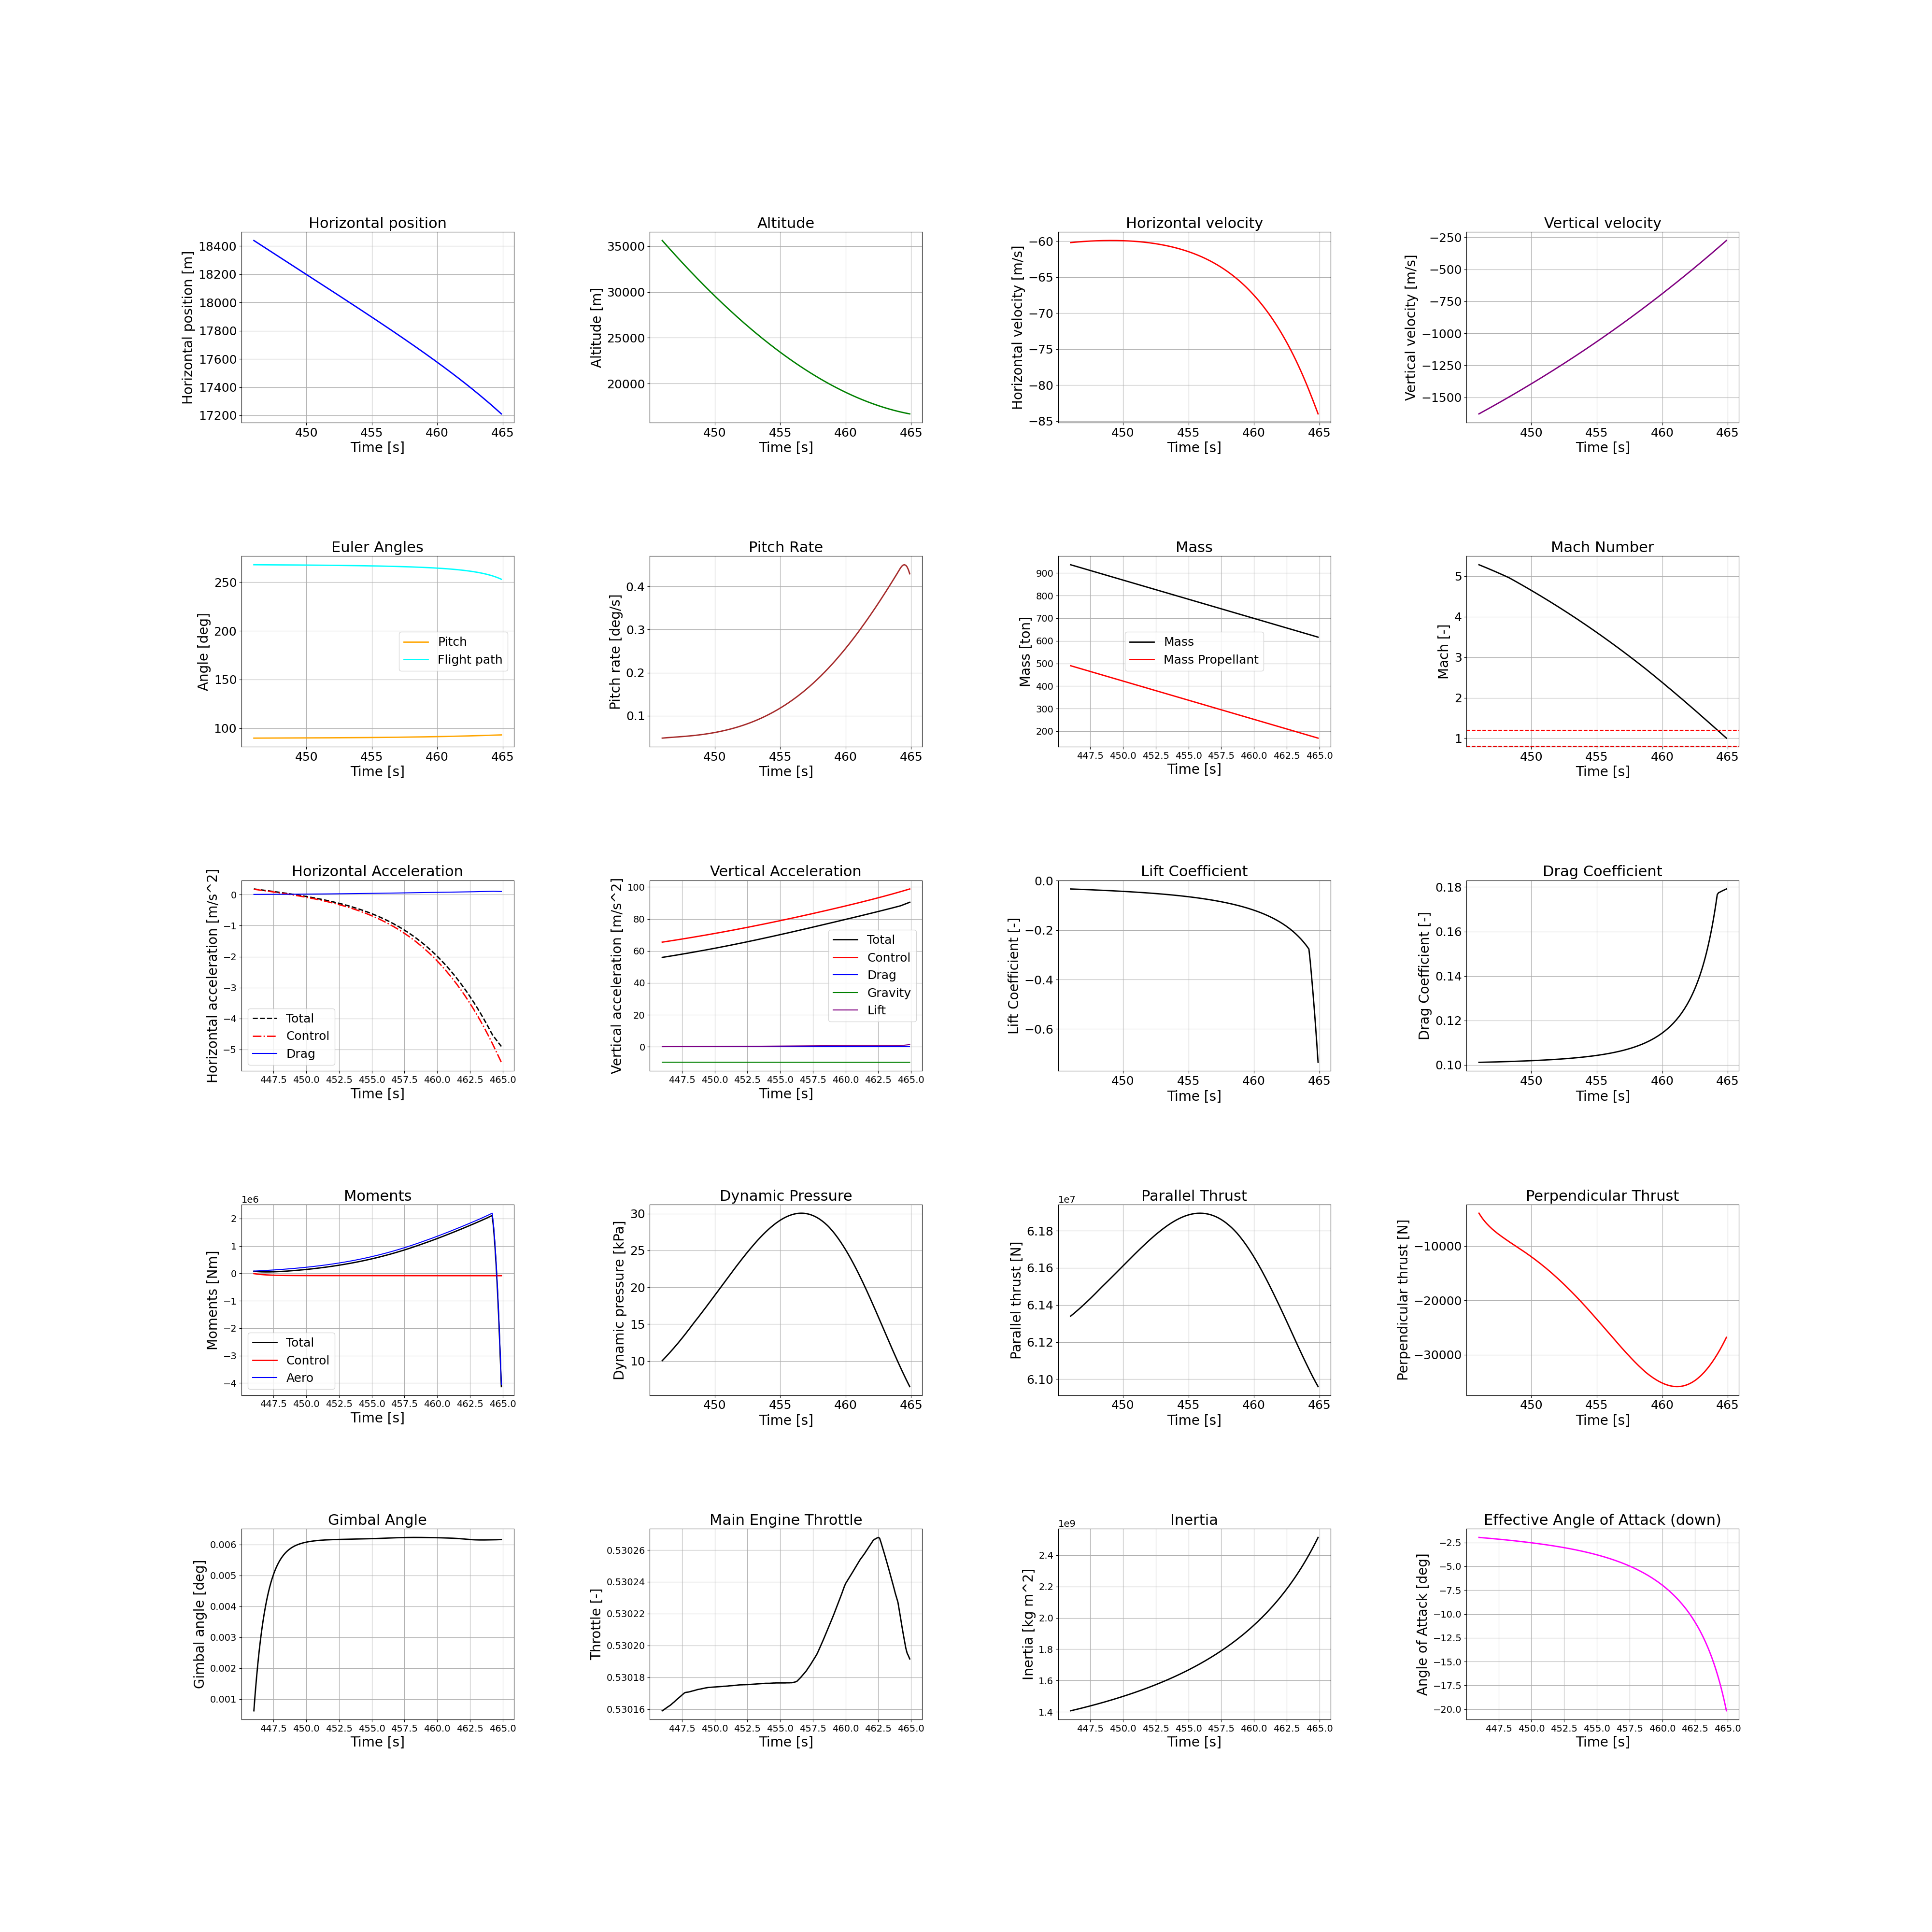 Horizontal position
Horizontal position [m]
18400
18200
18000
17800
17600
17400
17200
450 455 460 465
Time [s]
Altitude
Altitude [m]
35000
30000
25000
20000
450 455 460 465
Time [s]
Horizontal velocity
Horizontal velocity [m/s]
−60
−65
−70
−75
−80
−85
450 455 460 465
Time [s]
Vertical velocity
Vertical velocity [m/s]
−250
−500
−750
−1000
−1250
−1500
450 455 460 465
Time [s]
Euler Angles
Angle [deg]
250
200
150
100
Pitch
Flight path
450 455 460 465
Time [s]
Pitch Rate
Pitch rate [deg/s]
0.4
0.3
0.2
0.1
450 455 460 465
Time [s]
Mass
Mass [ton]
900
800
700
600
500
400
300
200
Mass
Mass Propellant
447.5 450.0 452.5 455.0 457.5 460.0 462.5 465.0
Time [s]
Mach Number
Mach [-]
5
4
3
2
1
450 455 460 465
Time [s]
Horizontal Acceleration
Horizontal acceleration [m/s^2]
0
−1
−2
−3
−4
−5
Total
Control
Drag
447.5 450.0 452.5 455.0 457.5 460.0 462.5 465.0
Time [s]
Vertical Acceleration
Vertical acceleration [m/s^2]
100
80
60
40
20
0
Total
Control
Drag
Gravity
Lift
447.5 450.0 452.5 455.0 457.5 460.0 462.5 465.0
Time [s]
Lift Coefficient
Lift Coefficient [-]
0.0
−0.2
−0.4
−0.6
450 455 460 465
Time [s]
Drag Coefficient
Drag Coefficient [-]
0.18
0.16
0.14
0.12
0.10
450 455 460 465
Time [s]
Moments
1e6
Moments [Nm]
2
1
0
−1
−2
−3
−4
Total
Control
Aero
447.5 450.0 452.5 455.0 457.5 460.0 462.5 465.0
Time [s]
Dynamic Pressure
Dynamic pressure [kPa]
30
25
20
15
10
450 455 460 465
Time [s]
Parallel Thrust
1e7
Parallel thrust [N]
6.18
6.16
6.14
6.12
6.10
450 455 460 465
Time [s]
Perpendicular Thrust
Perpendicular thrust [N]
−10000
−20000
−30000
450 455 460 465
Time [s]
Gimbal Angle
Gimbal angle [deg]
0.006
0.005
0.004
0.003
0.002
0.001
447.5 450.0 452.5 455.0 457.5 460.0 462.5 465.0
Time [s]
Main Engine Throttle
Throttle [-]
0.53026
0.53024
0.53022
0.53020
0.53018
0.53016
447.5 450.0 452.5 455.0 457.5 460.0 462.5 465.0
Time [s]
Inertia
1e9
Inertia [kg m^2]
2.4
2.2
2.0
1.8
1.6
1.4
447.5 450.0 452.5 455.0 457.5 460.0 462.5 465.0
Time [s]
Effective Angle of Attack (down)
Angle of Attack [deg]
−2.5
−5.0
−7.5
−10.0
−12.5
−15.0
−17.5
−20.0
447.5 450.0 452.5 455.0 457.5 460.0 462.5 465.0
Time [s]